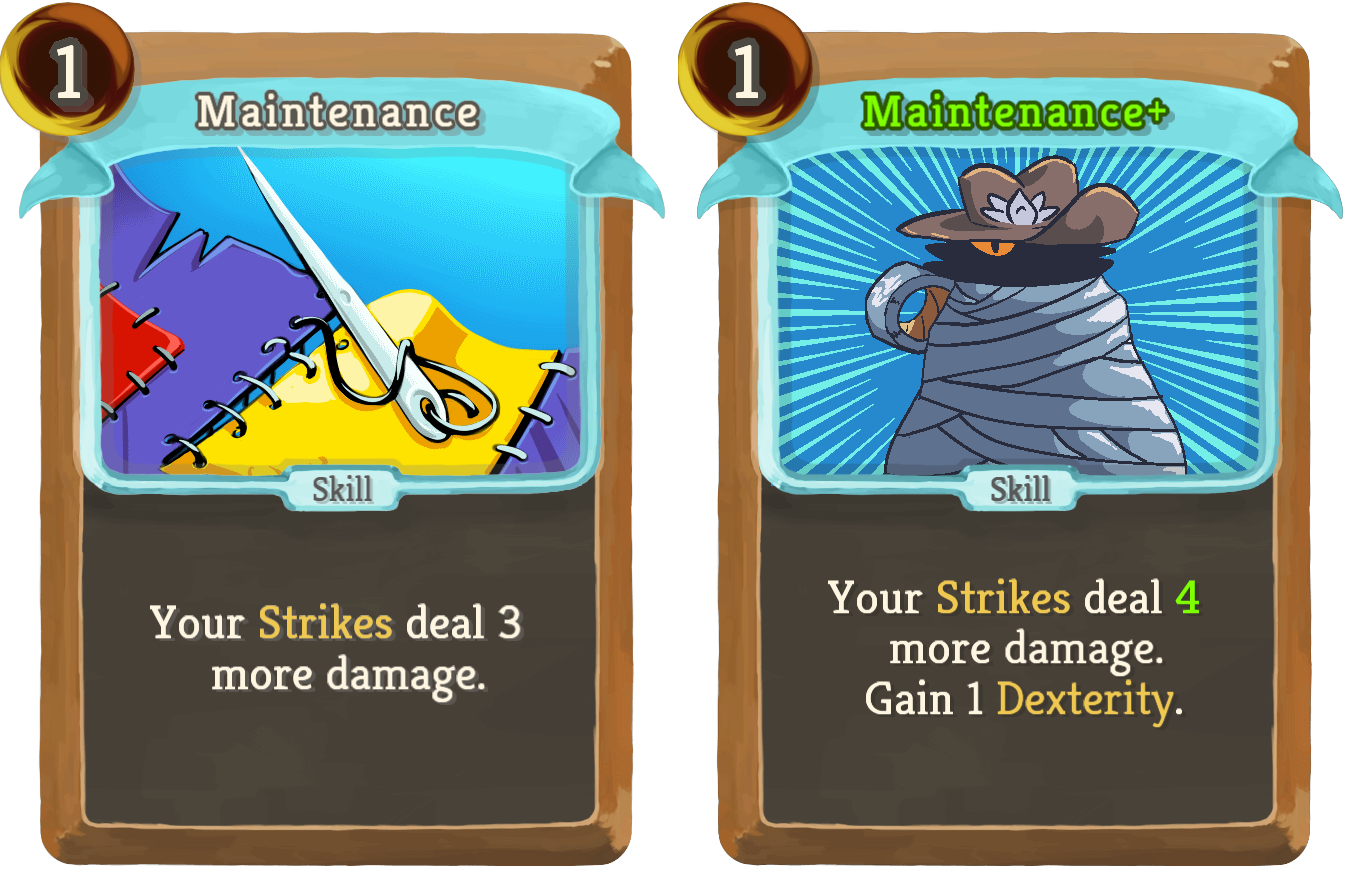 1
Maintenance
Skill
Your Strikes deal 3
more damage.
1
Maintenance+
Skill
Your Strikes deal 4
more damage.
Gain 1 Dexterity.